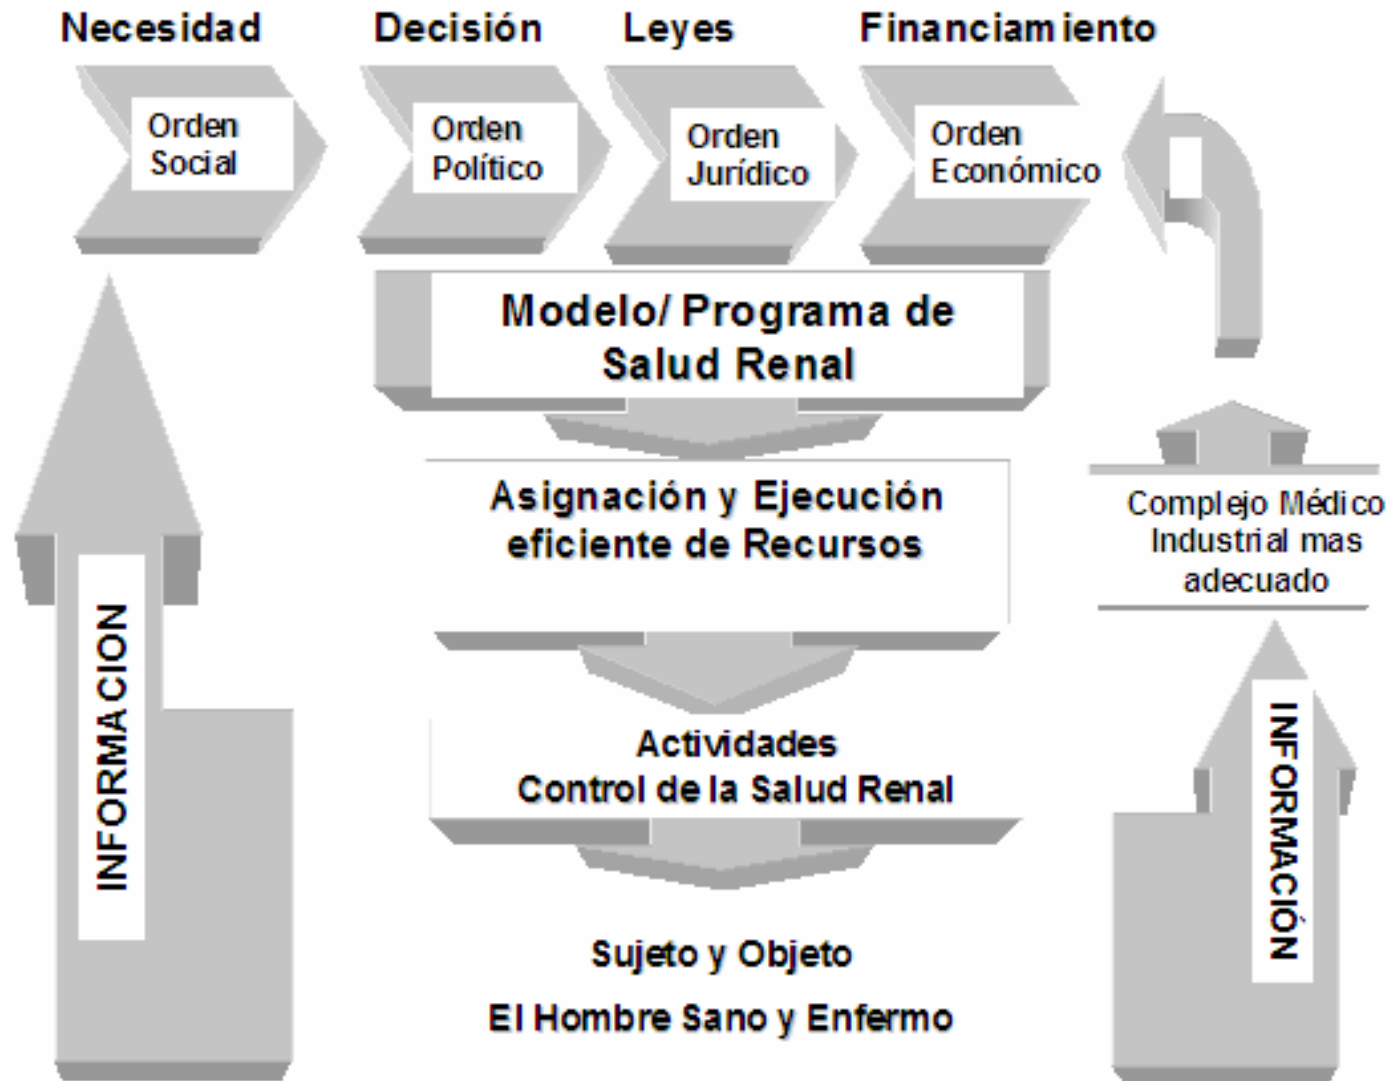 Necesidad Decisión Leyes Financiamiento
Orden
Social
Orden
Político
Orden
Jurídico
Orden
Económico
Modelo/ Programa de
Salud Renal
Asignación y Ejecución
eficiente de Recursos
Complejo Médico
Industrial mas
adecuado
INFORMACION
Actividades
Control de la Salud Renal
INFORMACIÓN
Sujeto y Objeto
El Hombre Sano y Enfermo